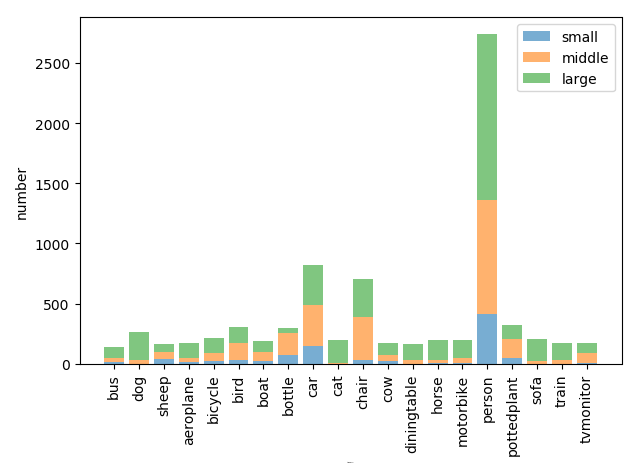 small
middle
large
number
2500
2000
1500
1000
500
0
bus
dog
sheep
aeroplane
bicycle
bird
boat
bottle
car
cat
chair
cow
diningtable
horse
motorbike
person
pottedplant
sofa
train
tvmonitor